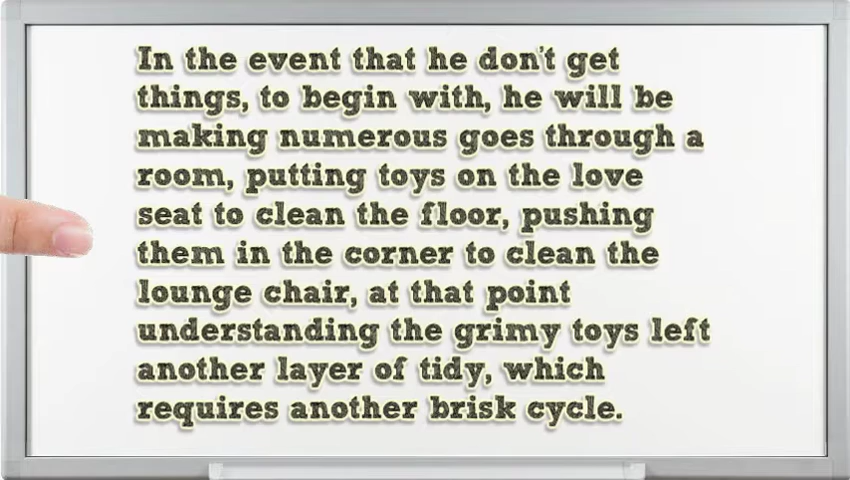 In the event that he don't get
things, to begin with, he will be
making numerous goes through a
room, putting toys on the love
seat to clean the floor, pushing
them in the corner to clean the
lounge chair, at that point
understanding the grimy toys left
another layer of tidy, which
requires another brisk cycle.